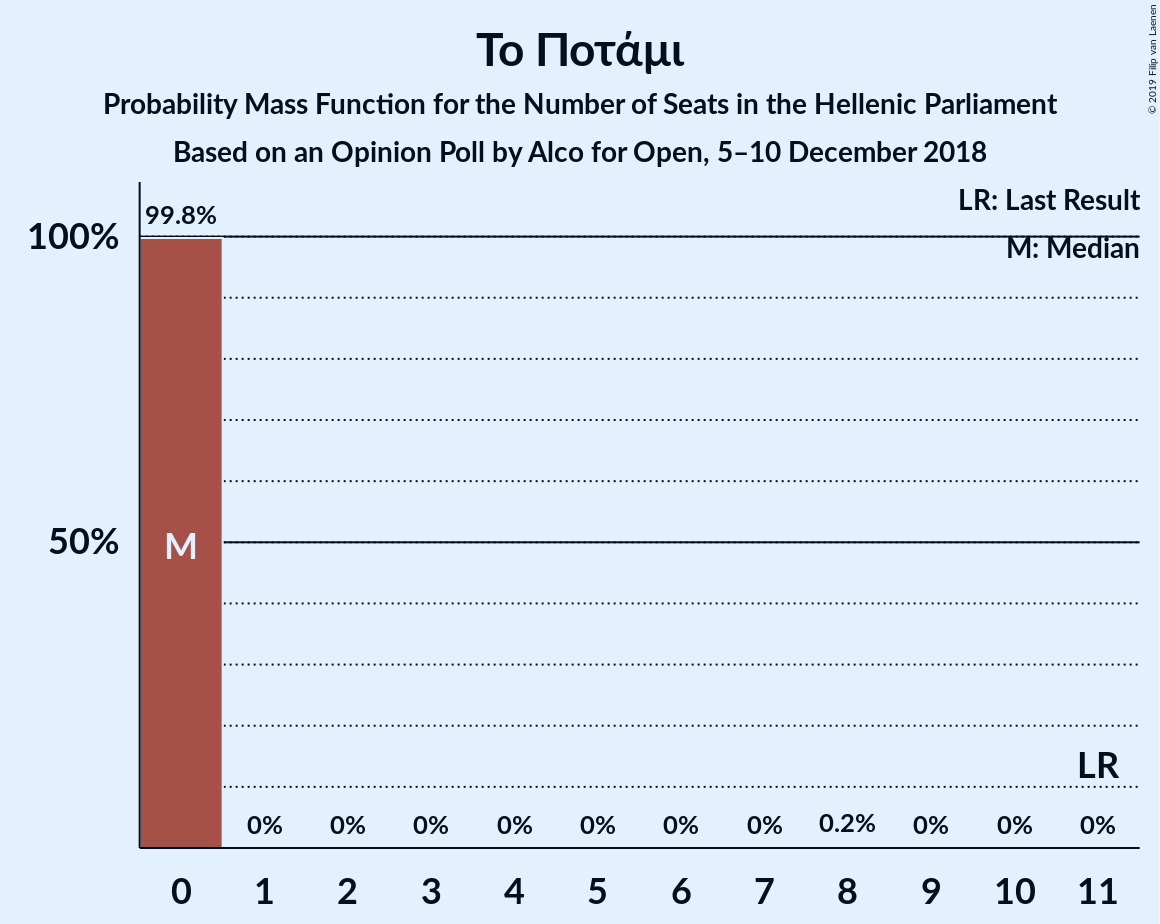 Το Ποτάμι
Probability Mass Function for the Number of Seats in the Hellenic Parliament
Based on an Opinion Poll by Alco for Open, 5–10 December 2018
© 2019 Filip van Laenen
LR: Last Result
M: Median
99.8%
100%
50%
M
LR
0% 0% 0% 0% 0% 0% 0% 0.2% 0% 0% 0%
0 1 2 3 4 5 6 7 8 9 10 11